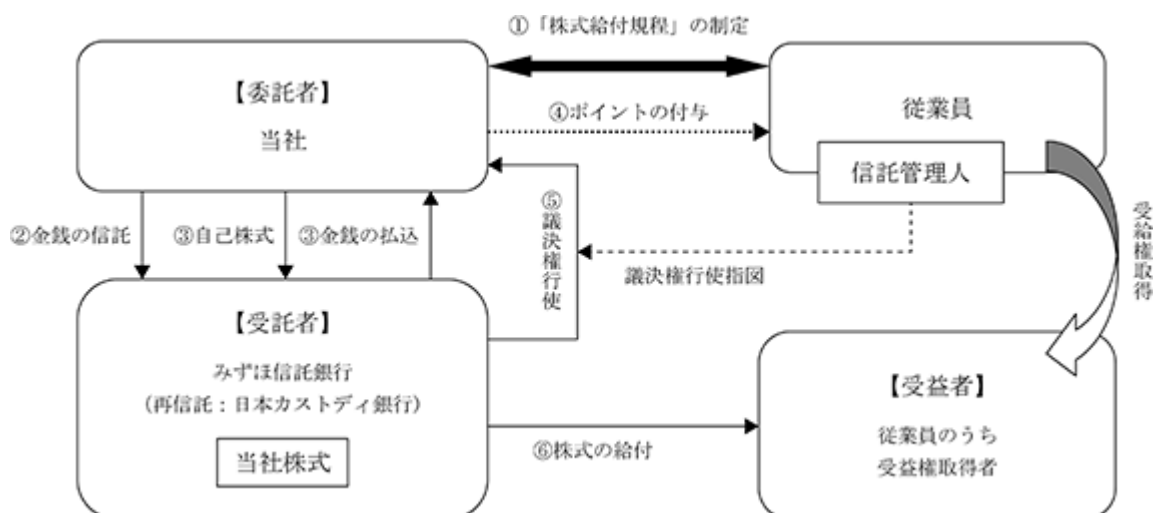 ①「株式給付規程」の制定
【委託者】
当社
④ポイントの付与
従業員
信託管理人
②金銭の信託
③自己株式
③金銭の払込
⑤議決権行使
議決権行使指図
受給権取得
【受託者】
みずほ信託銀行
(再信託：日本カストディ銀行)
当社株式
⑥株式の給付
【受益者】
従業員のうち
受益権取得者